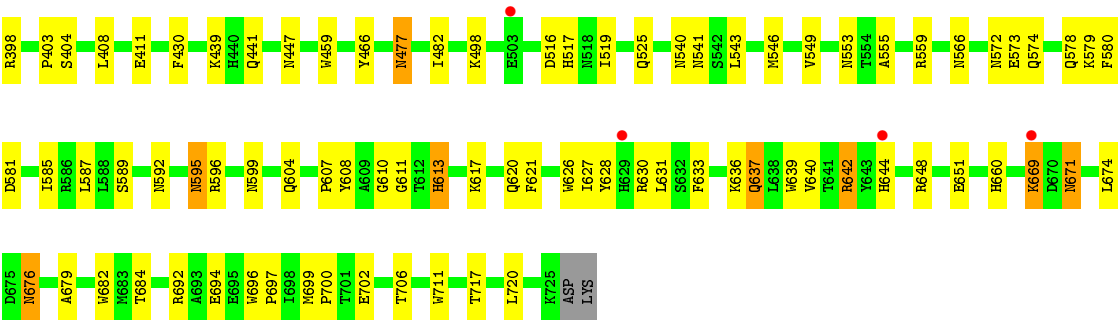 R398 P403 S404 L408 E411 F430 K439 H440 Q441 N447 W459 Y466 N477 I482 K498 E503 D516 H517 N518 I519 Q525 N540 N541 S542 L543 M546 V549 N553 T554 A555 R559 N566 N572 E573 Q574 Q578 K579 F580
D581 I585 R586 L587 L588 S589 N592 N595 R596 N599 Q604 P607 Y608 A609 G610 G611 T612 H613 K617 Q620 F621 W626 I627 Y628 H629 R630 L631 S632 F633 K636 Q637 L638 W639 V640 T641 R642 Y643 H644 R648 E651 H660 K669 D670 N671 L674
D675 N676 A679 W682 M683 T684 R692 A693 E694 E695 W696 P697 I698 M699 P700 T701 E702 T706 W711 T717 L720 K725 ASP LYS